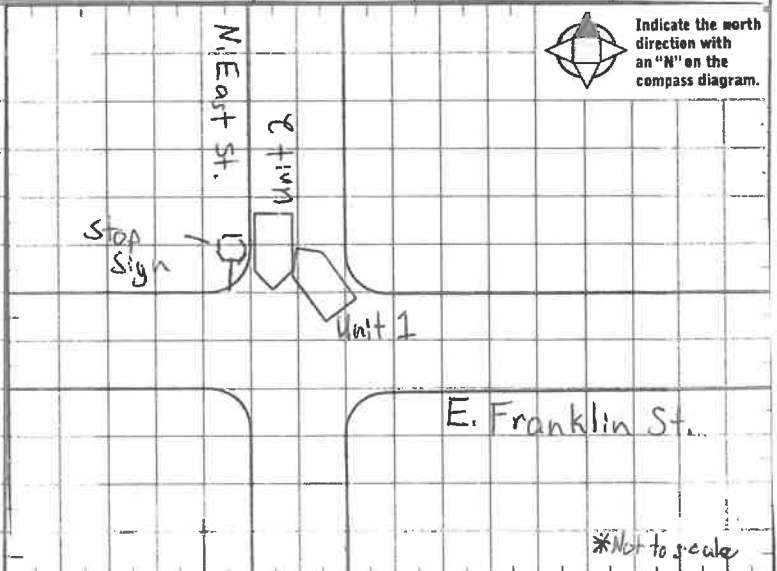 Indicate the north
direction with
an "N" on the
compass diagram.
N. East St.
Unit 2
Stop
Sign
Unit 1
E. Franklin St.
*Not to scale